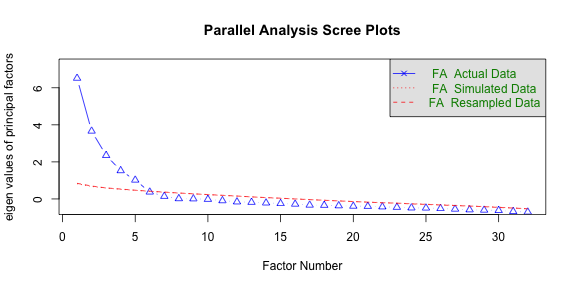 Parallel Analysis Scree Plots
eigen values of principal factors
6
4
2
0
FA Actual Data
FA Simulated Data
FA Resampled Data
0 5 10 15 20 25 30
Factor Number